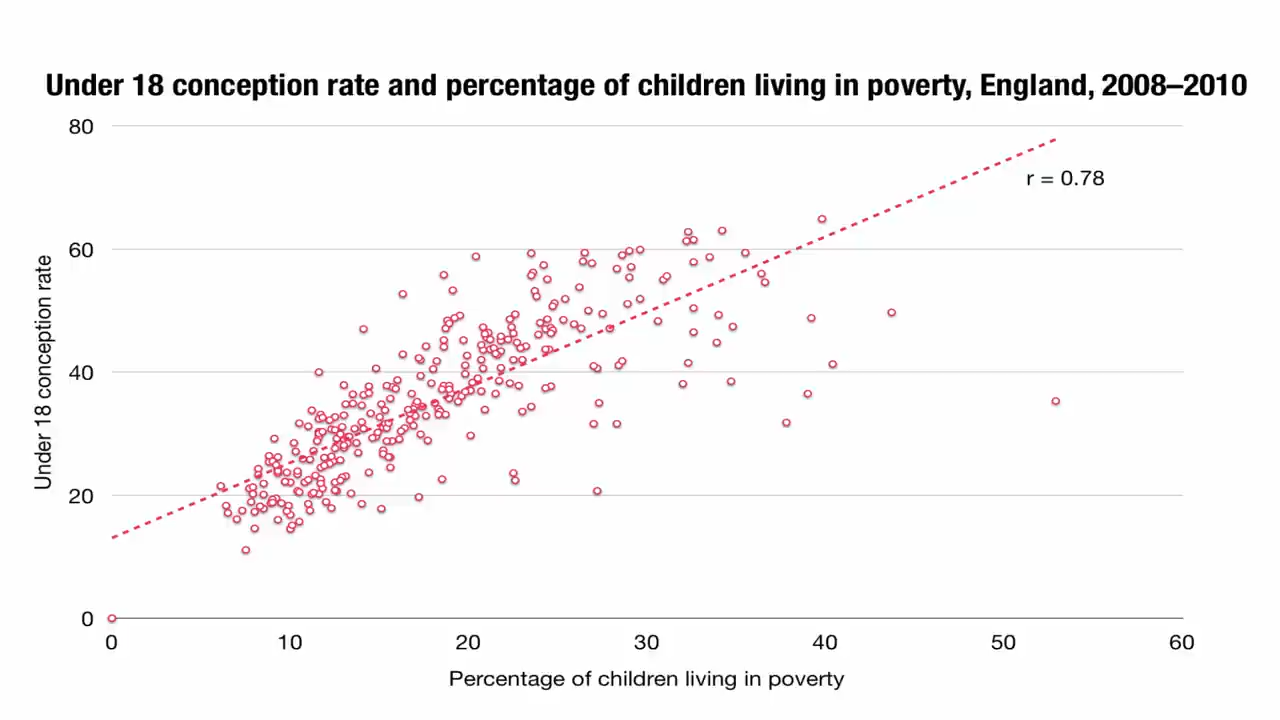 Under 18 conception rate and percentage of children living in poverty, England, 2008–2010
80
r = 0.78
60
Under 18 conception rate
40
20
0
0 10 20 30 40 50 60
Percentage of children living in poverty